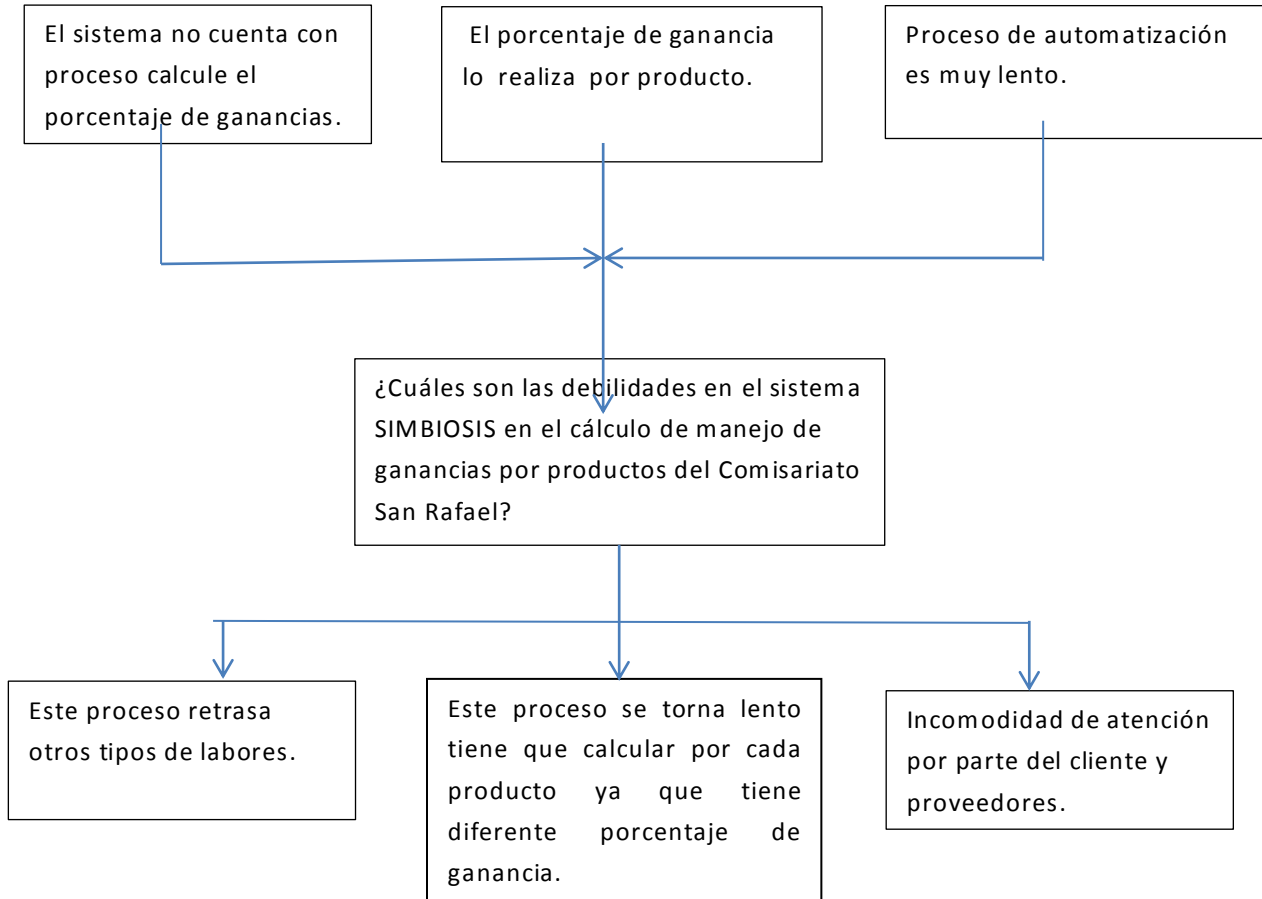 El sistema no cuenta con
proceso calcule el
porcentaje de ganancias.
El porcentaje de ganancia
lo realiza por producto.
Proceso de automatización
es muy lento.
¿Cuáles son las debilidades en el sistema
SIMBIOSIS en el cálculo de manejo de
ganancias por productos del Comisariato
San Rafael?
Este proceso retrasa
otros tipos de labores.
Este proceso se torna lento
tiene que calcular por cada
producto ya que tiene
diferente porcentaje de
ganancia.
Incomodidad de atención
por parte del cliente y
proveedores.